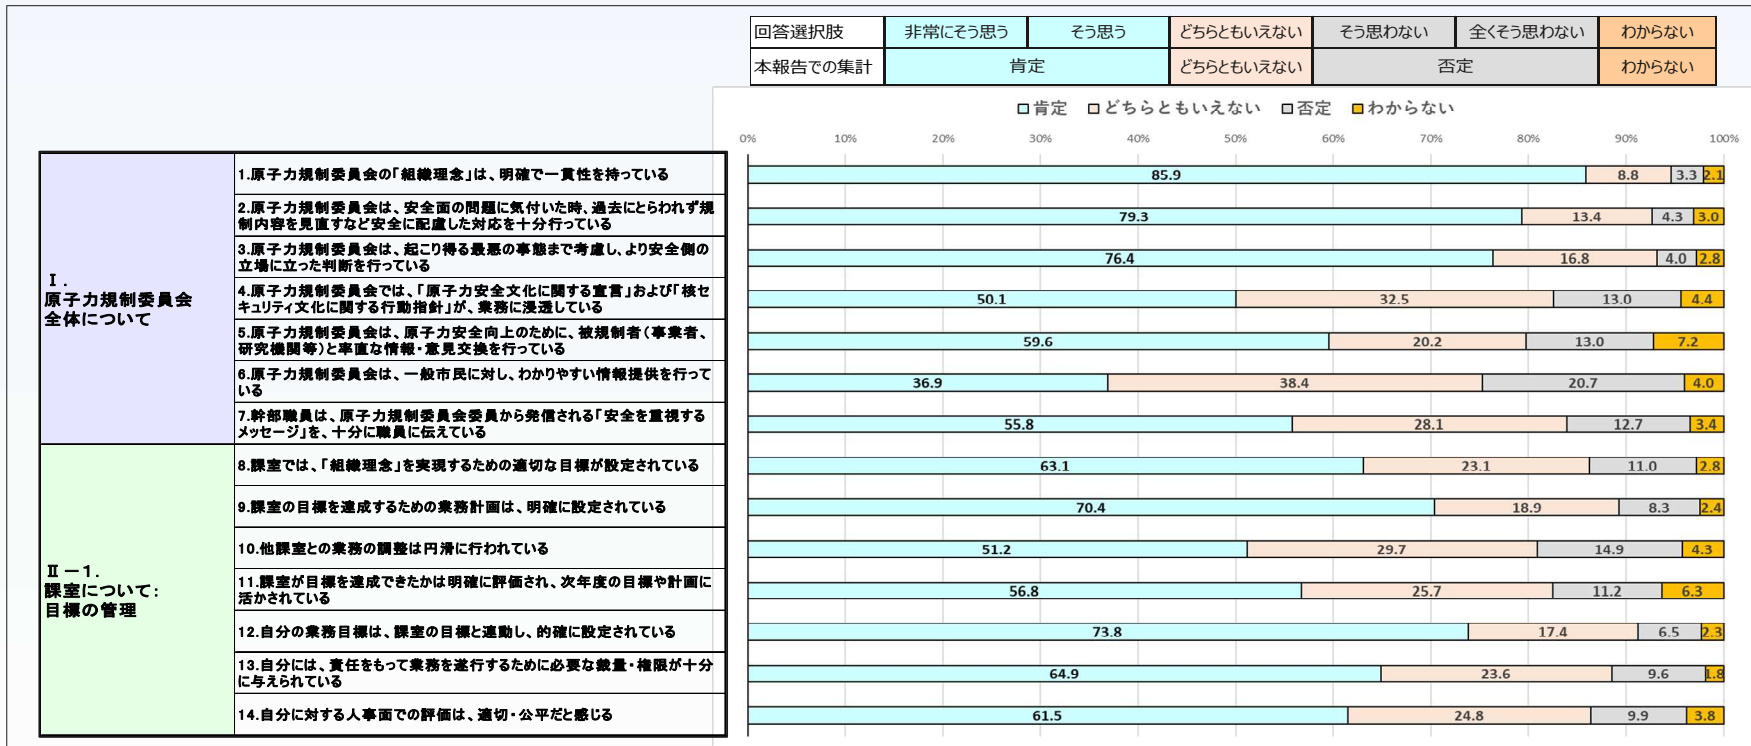 回答選択肢 非常にそう思う そう思う どちらともいえない そう思わない 全くそう思わない わからない
本報告での集計 肯定 どちらともいえない 否定 わからない
肯定 どちらともいえない 否定 わからない
0% 10% 20% 30% 40% 50% 60% 70% 80% 90% 100%
Ⅰ.
原子力規制委員会
全体について
1.原子力規制委員会の「組織理念」は、明確で一貫性を持っている
85.9 8.8 3.3 2.1
2.原子力規制委員会は、安全面の問題に気付いた時、過去にとらわれず規
制内容を見直すなど安全に配慮した対応を十分行っている
79.3 13.4 4.3 3.0
3.原子力規制委員会は、起こり得る最悪の事態まで考慮し、より安全側の
立場に立った判断を行っている
76.4 16.8 4.0 2.8
4.原子力規制委員会では、「原子力安全文化に関する宣言」および「核セ
キュリティ文化に関する行動指針」が、業務に浸透している
50.1 32.5 13.0 4.4
5.原子力規制委員会は、原子力安全向上のために、被規制者(事業者、
研究機関等)と率直な情報・意見交換を行っている
59.6 20.2 13.0 7.2
6.原子力規制委員会は、一般市民に対し、わかりやすい情報提供を行って
いる
36.9 38.4 20.7 4.0
7.幹部職員は、原子力規制委員会委員から発信される「安全を重視する
メッセージ」を、十分に職員に伝えている
55.8 28.1 12.7 3.4
Ⅱ－1.
課室について:
目標の管理
8.課室では、「組織理念」を実現するための適切な目標が設定されている
63.1 23.1 11.0 2.8
9.課室の目標を達成するための業務計画は、明確に設定されている
70.4 18.9 8.3 2.4
10.他課室との業務の調整は円滑に行われている
51.2 29.7 14.9 4.3
11.課室が目標を達成できたかは明確に評価され、次年度の目標や計画に
活かされている
56.8 25.7 11.2 6.3
12.自分の業務目標は、課室の目標と連動し、的確に設定されている
73.8 17.4 6.5 2.3
13.自分には、責任をもって業務を遂行するために必要な裁量・権限が十分
に与えられている
64.9 23.6 9.6 1.8
14.自分に対する人事面での評価は、適切・公平だと感じる
61.5 24.8 9.9 3.8